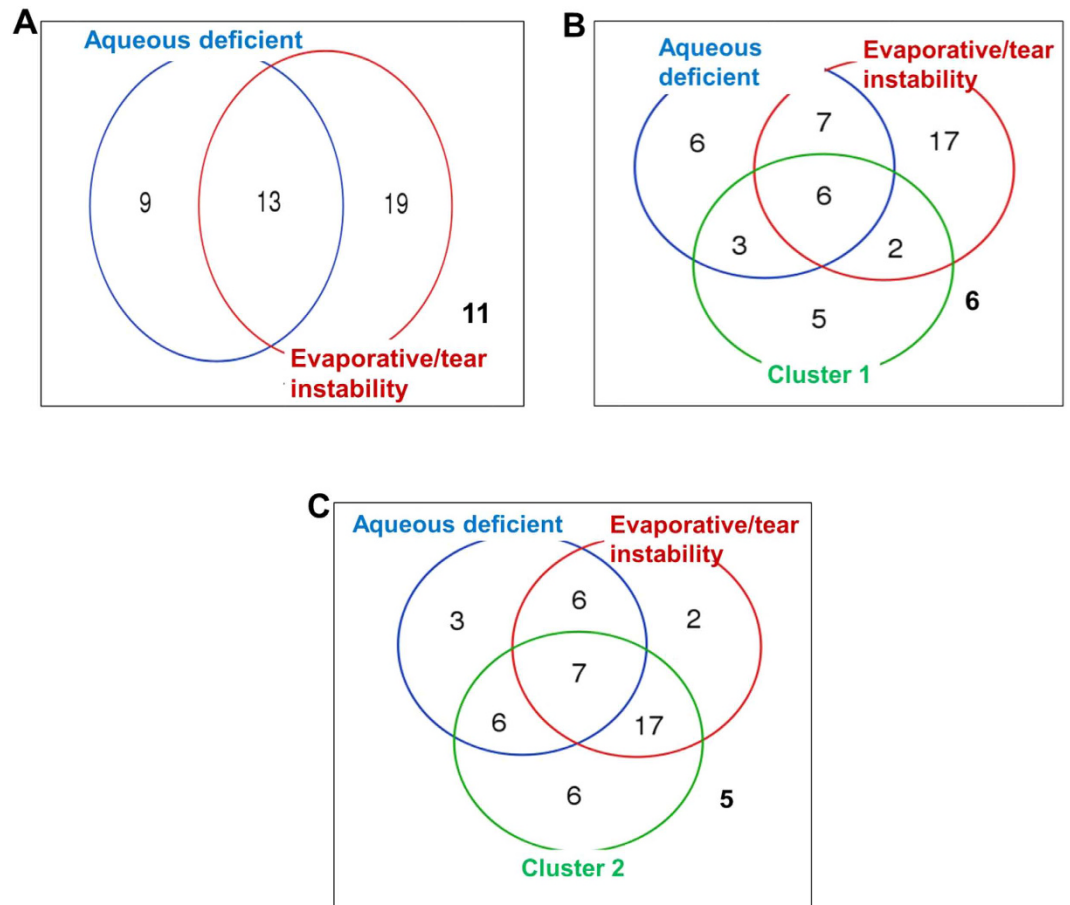 A
Aqueous deficient
9
13
19
11
Evaporative/tear
instability
B
Aqueous
deficient
Evaporative/tear
instability
7
6
17
6
3
2
6
5
Cluster 1
C
Aqueous deficient
Evaporative/tear
instability
6
3
2
7
6
17
6
5
Cluster 2